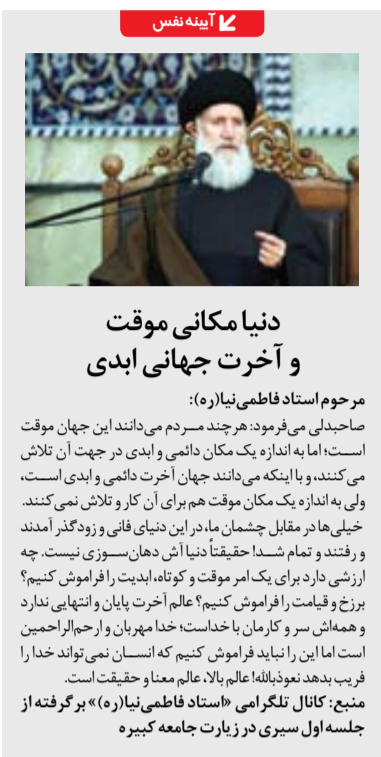 آیینه نفس
دنیا مکانی موقت
و آخرت جهانی ابدی
مرحوم استاد فاطمی‌نیا(ره):
صاحبدلی می‌فرمود: هرچند مــردم می‌دانند این جهان موقت
اســت؛ اما به اندازه یک مکان دائمی و ابدی در جهت آن تلاش
می‌کنند، و با اینکه می‌دانند جهان آخرت دائمی و ابدی اســت،
ولی به اندازه یک مکان موقت هم برای آن کار و تلاش نمی‌کنند.
خیلی‌ها در مقابل چشمان ما، در این دنیای فانی و زودگذر آمدند
و رفتند و تمام شــد! حقیقتاً دنیا آش دهان‌ســوزی نیست. چه
ارزشی دارد برای یک امر موقت و کوتاه، ابدیت را فراموش کنیم؟
برزخ و قیامت را فراموش کنیم؟ عالم آخرت پایان و انتهایی ندارد
و همه‌اش سر و کارمان با خداست؛ خدا مهربان و ارحم‌الراحمین
است اما این را نباید فراموش کنیم که انســان نمی‌تواند خدا را
فریب بدهد نعوذبالله! عالم بالا، عالم معنا و حقیقت است.
منبع: کانال تلگرامی «استاد فاطمی‌نیا(ره)» برگرفته از
جلسه اول سیری در زیارت جامعه کبیره